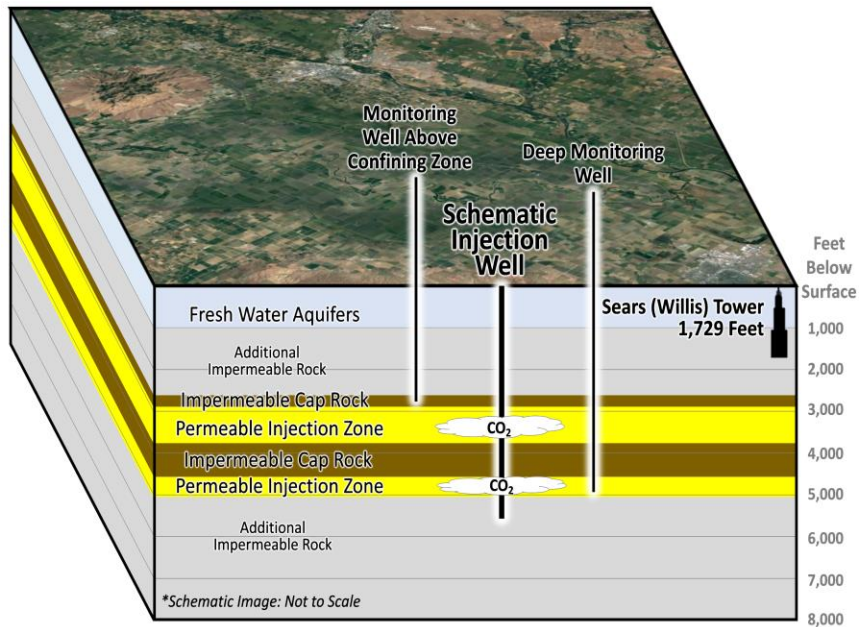 Monitoring
Well Above
Confining Zone
Deep Monitoring
Well
Schematic
Injection
Well
Feet
Below
Surface
Fresh Water Aquifers
Sears (Willis) Tower
1,729 Feet
1,000
Additional
Impermeable Rock
2,000
Impermeable Cap Rock
3,000
Permeable Injection Zone
CO₂
Impermeable Cap Rock
4,000
Permeable Injection Zone
CO₂
5,000
Additional
Impermeable Rock
6,000
7,000
*Schematic Image: Not to Scale
8,000